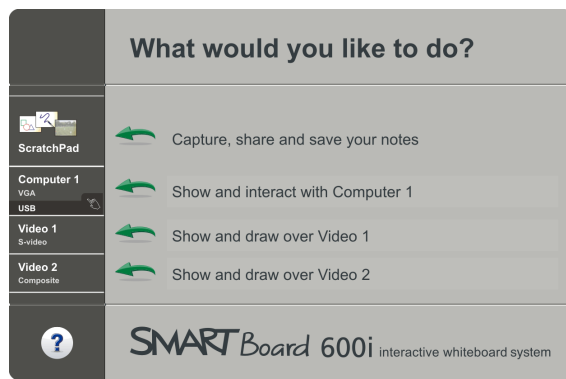 What would you like to do?
ScratchPad
Capture, share and save your notes
Computer 1
VGA
USB
Show and interact with Computer 1
Video 1
S-video
Show and draw over Video 1
Video 2
Composite
Show and draw over Video 2
?
SMART Board 600i interactive whiteboard system